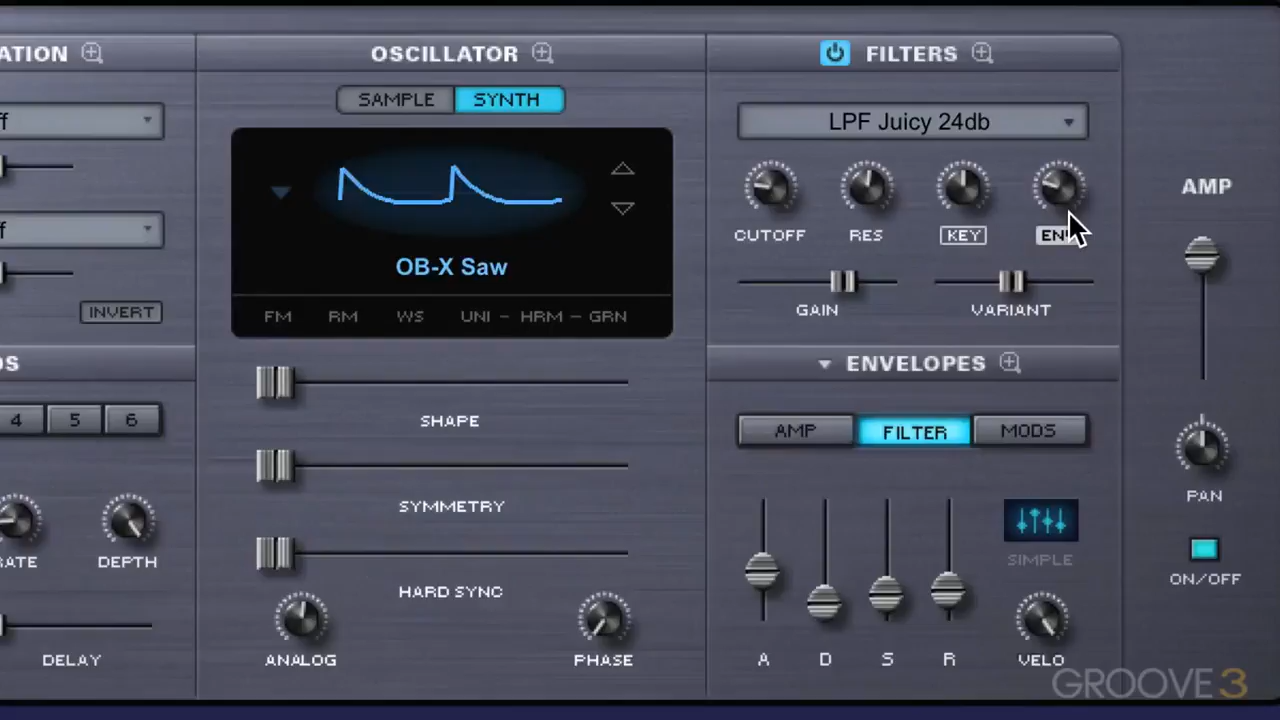 ATION
OSCILLATOR
FILTERS
SAMPLE SYNTH
LPF Juicy 24db
CUTOFF RES KEY
AMP
OB-X Saw
GAIN VARIANT
INVERT
FM RM WS UNI - HRM - GRN
ENVELOPES
4 5 6
SHAPE
AMP FILTER MODS
SYMMETRY
PAN
HARD SYNC
SIMPLE
ON/OFF
RATE DEPTH
DELAY
ANALOG PHASE
A D S R VELO
GROOVE3